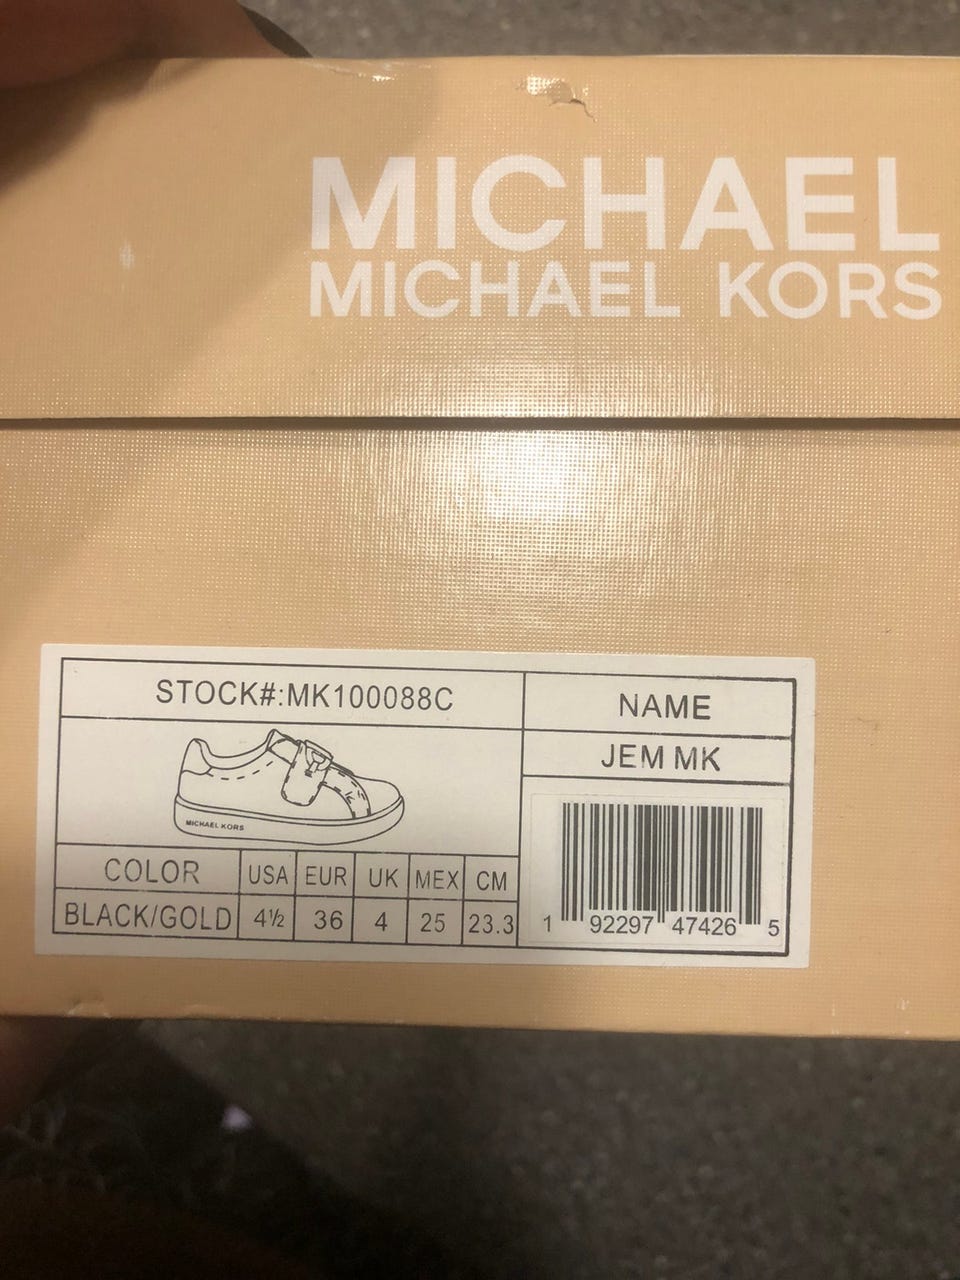 MICHAEL
MICHAEL KORS
STOCK#:MK100088C
NAME
JEM MK
MICHAEL KORS
COLOR USA EUR UK MEX CM
BLACK/GOLD 4½ 36 4 25 23.3
1 92297 47426 5